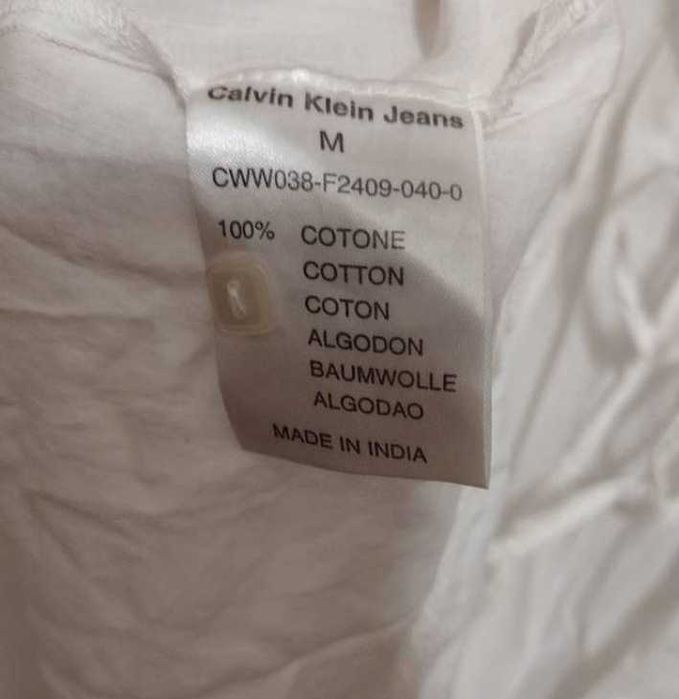 Calvin Klein Jeans
M
CWW038-F2409-040-0
100% COTONE
COTTON
COTON
ALGODON
BAUMWOLLE
ALGODAO
MADE IN INDIA